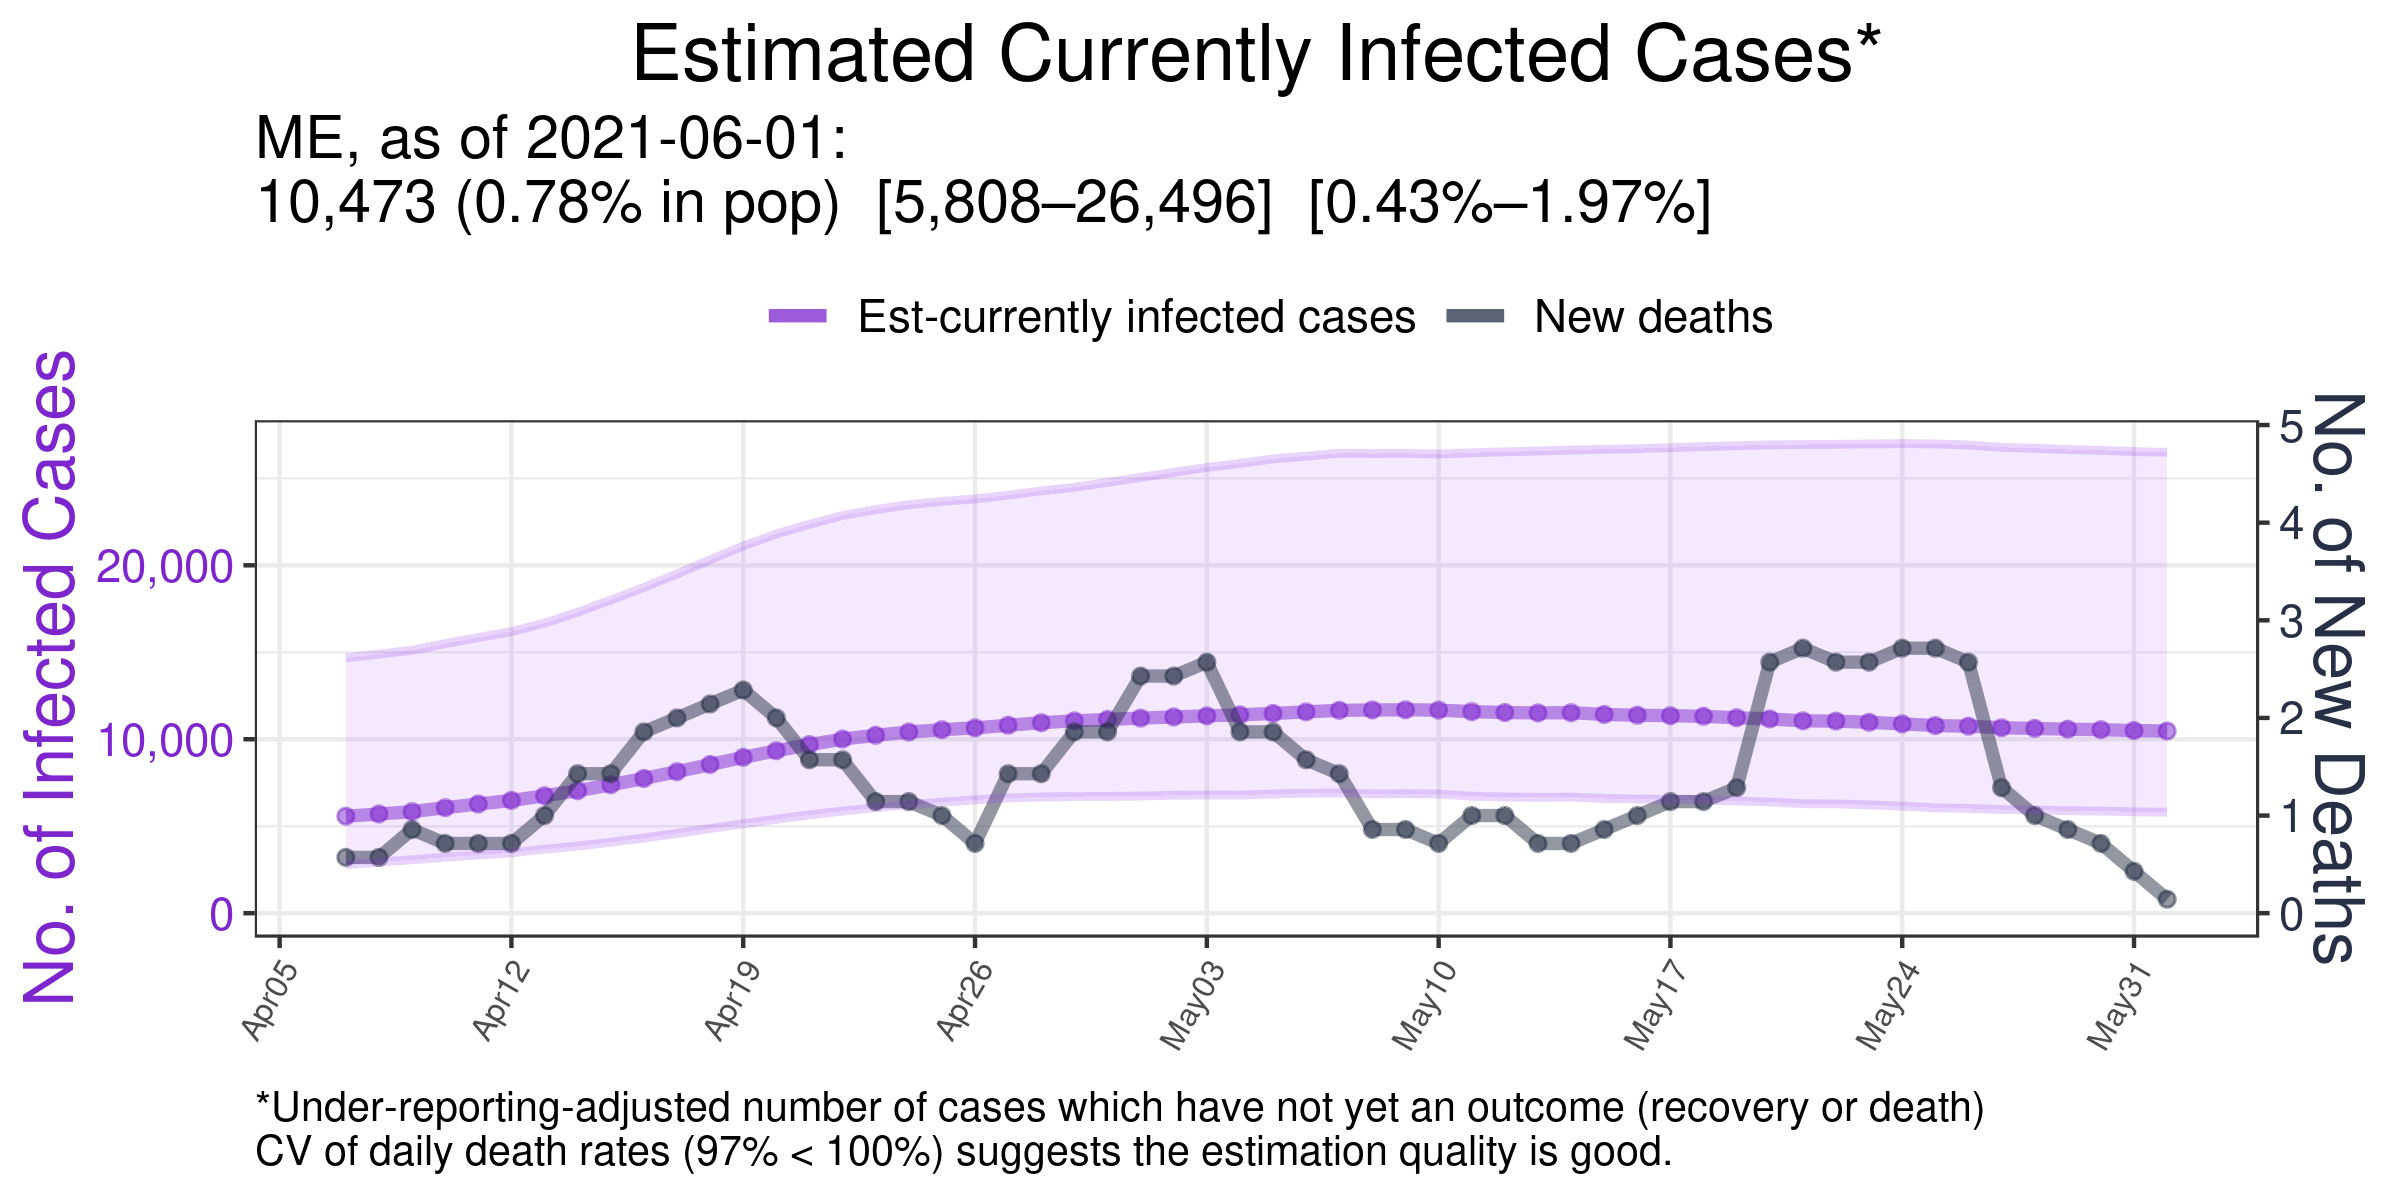 Estimated Currently Infected Cases*
ME, as of 2021-06-01:
10,473 (0.78% in pop)  [5,808–26,496]  [0.43%–1.97%]
Est-currently infected cases
New deaths
No. of Infected Cases
20,000
10,000
0
5
4
3
2
1
0
No. of New Deaths
Apr05
Apr12
Apr19
Apr26
May03
May10
May17
May24
May31
*Under-reporting-adjusted number of cases which have not yet an outcome (recovery or death)
CV of daily death rates (97% < 100%) suggests the estimation quality is good.